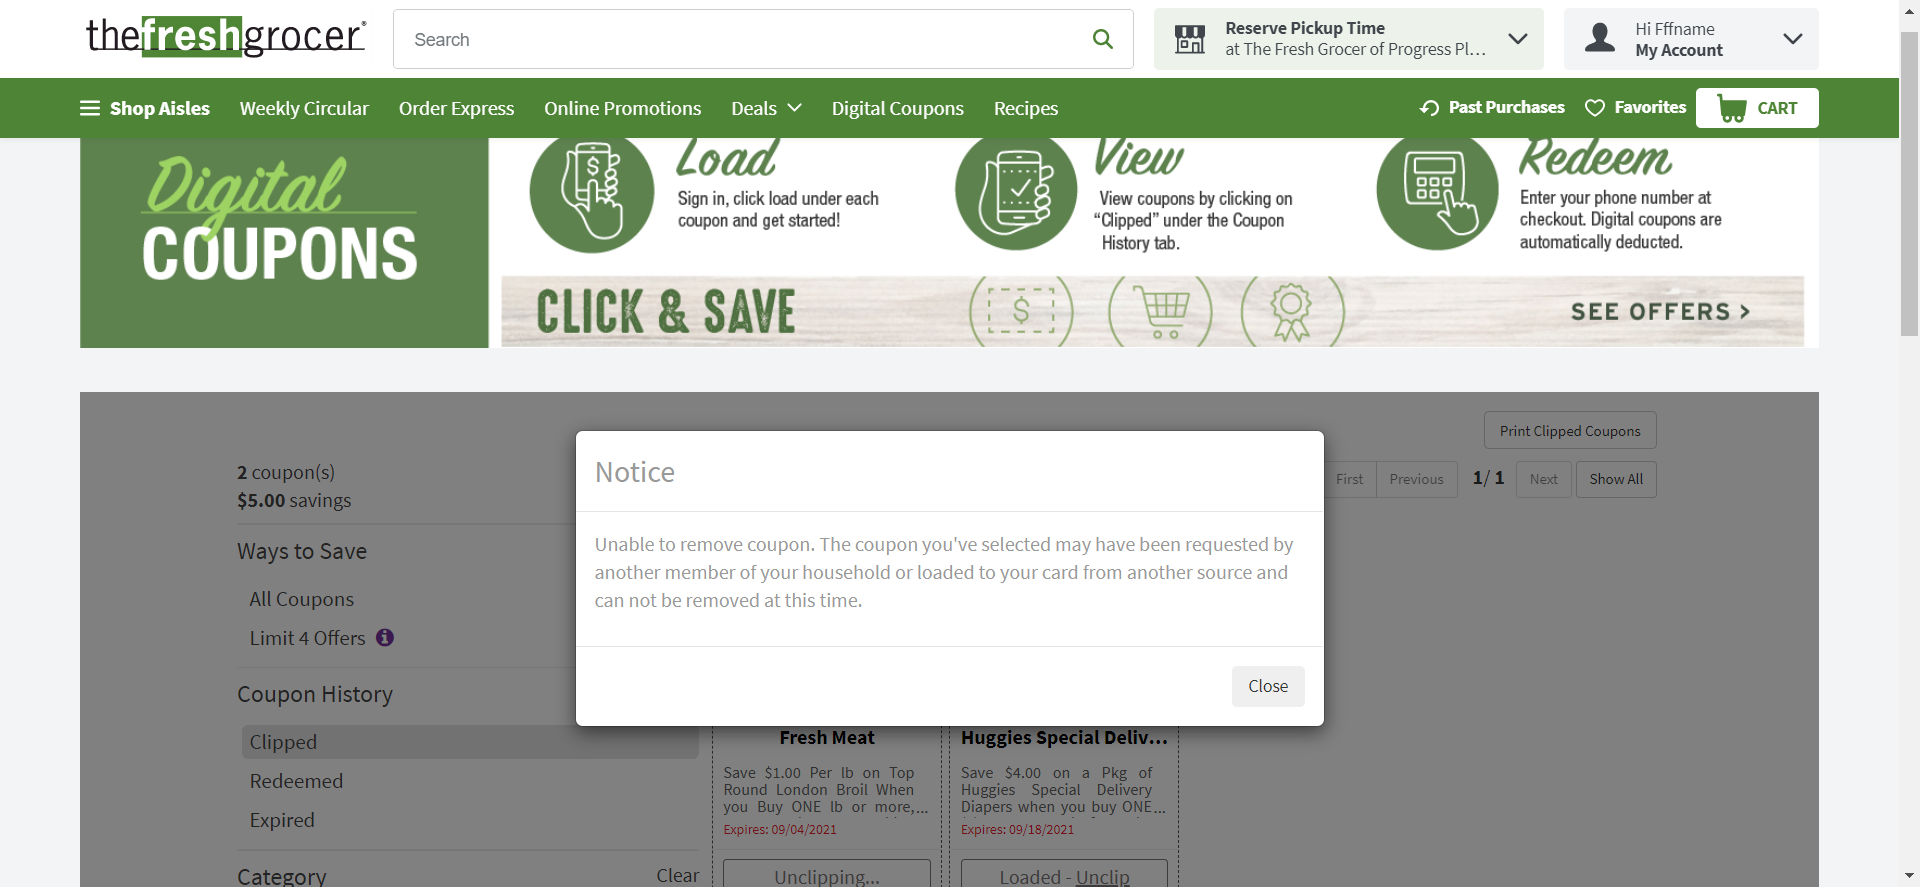 thefreshgrocer®
Search
Reserve Pickup Time
at The Fresh Grocer of Progress Pl...
Hi Fffname
My Account
Shop Aisles
Weekly Circular
Order Express
Online Promotions
Deals
Digital Coupons
Recipes
Past Purchases
Favorites
CART
Digital
COUPONS
Load
Sign in, click load under each
coupon and get started!
View
View coupons by clicking on
“Clipped” under the Coupon
History tab.
Redeem
Enter your phone number at
checkout. Digital coupons are
automatically deducted.
CLICK & SAVE
SEE OFFERS >
Print Clipped Coupons
First
Previous
1/ 1
Next
Show All
2 coupon(s)
$5.00 savings
Ways to Save
All Coupons
Limit 4 Offers
Coupon History
Clipped
Redeemed
Expired
Category
Clear
Notice
Unable to remove coupon. The coupon you've selected may have been requested by
another member of your household or loaded to your card from another source and
can not be removed at this time.
Close
Fresh Meat
Save $1.00 Per lb on Top
Round London Broil When
you Buy ONE lb or more,...
Expires: 09/04/2021
Unclipping...
Huggies Special Deliv...
Save $4.00 on a Pkg of
Huggies Special Delivery
Diapers when you buy ONE...
Expires: 09/18/2021
Loaded - Unclip